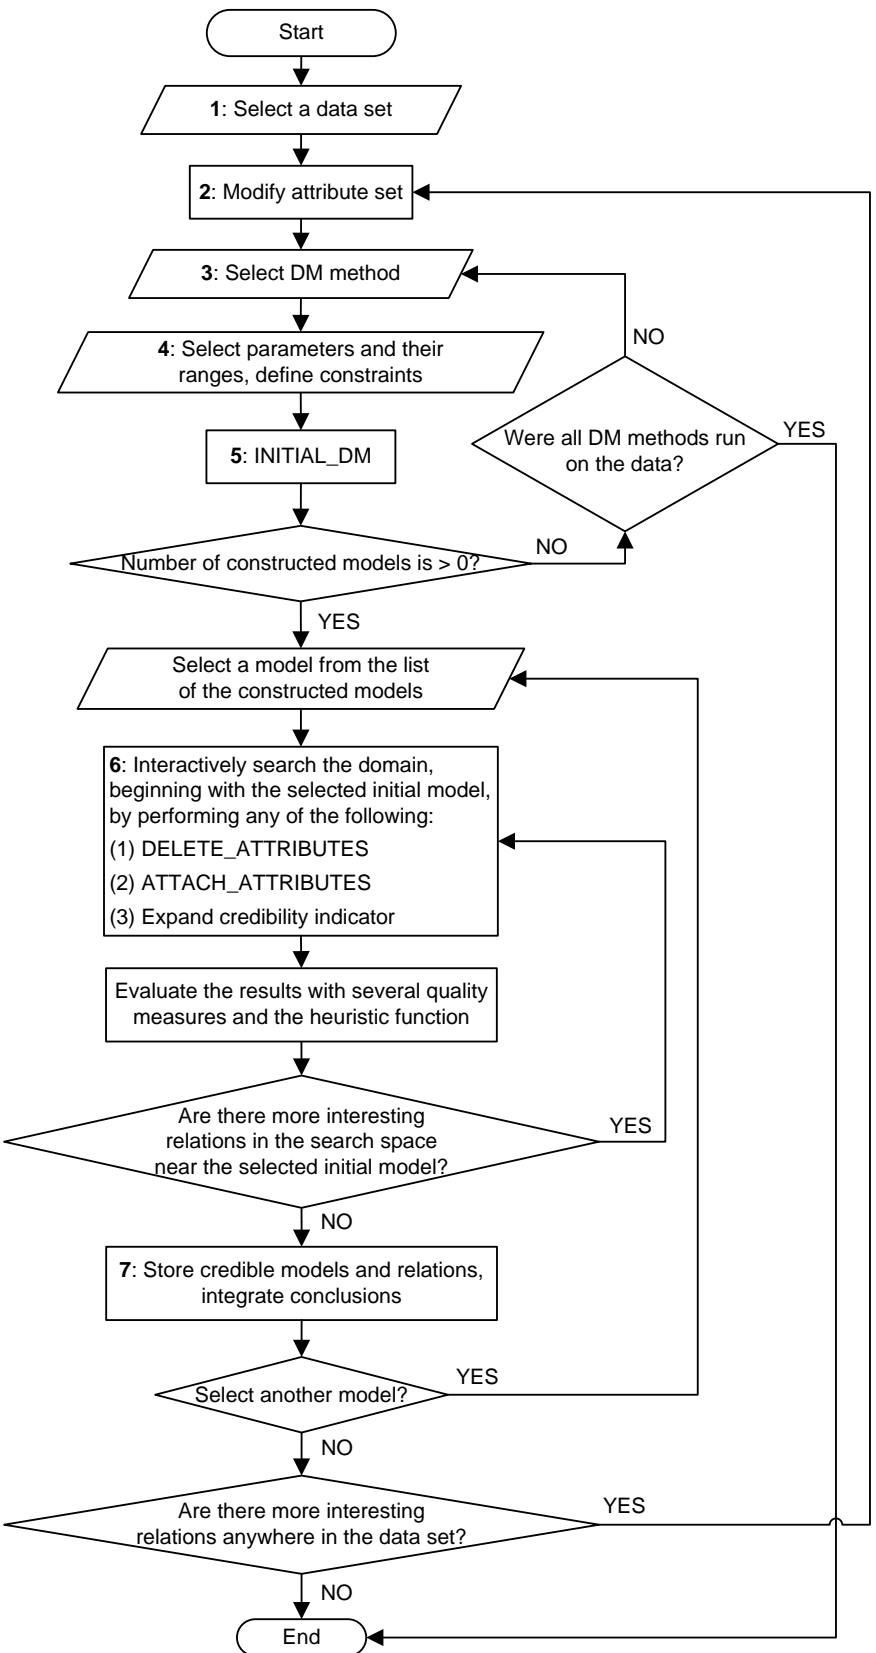 Start
1: Select a data set
2: Modify attribute set
3: Select DM method
NO
4: Select parameters and their
ranges, define constraints
Were all DM methods run
on the data?
YES
5: INITIAL_DM
Number of constructed models is > 0?
NO
YES
Select a model from the list
of the constructed models
6: Interactively search the domain,
beginning with the selected initial model,
by performing any of the following:
(1) DELETE_ATTRIBUTES
(2) ATTACH_ATTRIBUTES
(3) Expand credibility indicator
Evaluate the results with several quality
measures and the heuristic function
Are there more interesting
relations in the search space
near the selected initial model?
YES
NO
7: Store credible models and relations,
integrate conclusions
Select another model?
YES
NO
Are there more interesting
relations anywhere in the data set?
YES
NO
End